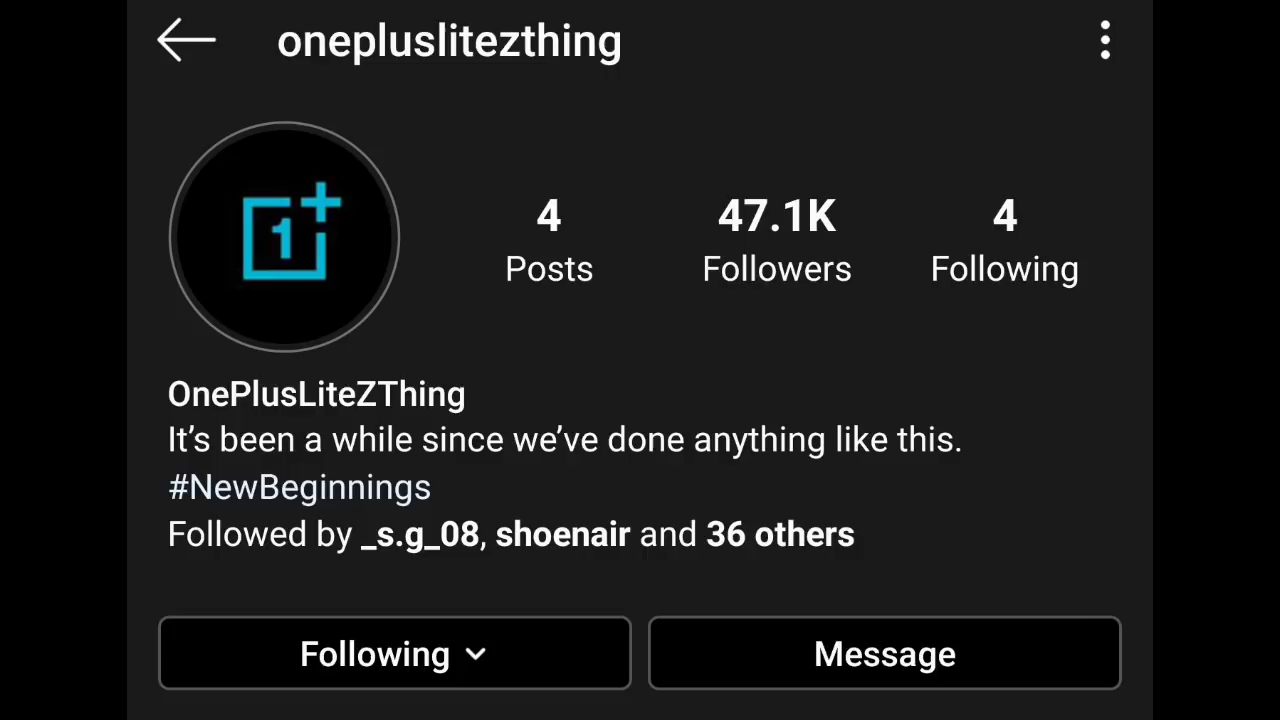 onepluslitezthing
1
4 47.1K 4
Posts Followers Following
OnePlusLiteZThing
It’s been a while since we’ve done anything like this.
#NewBeginnings
Followed by _s.g_08, shoenair and 36 others
Following Message